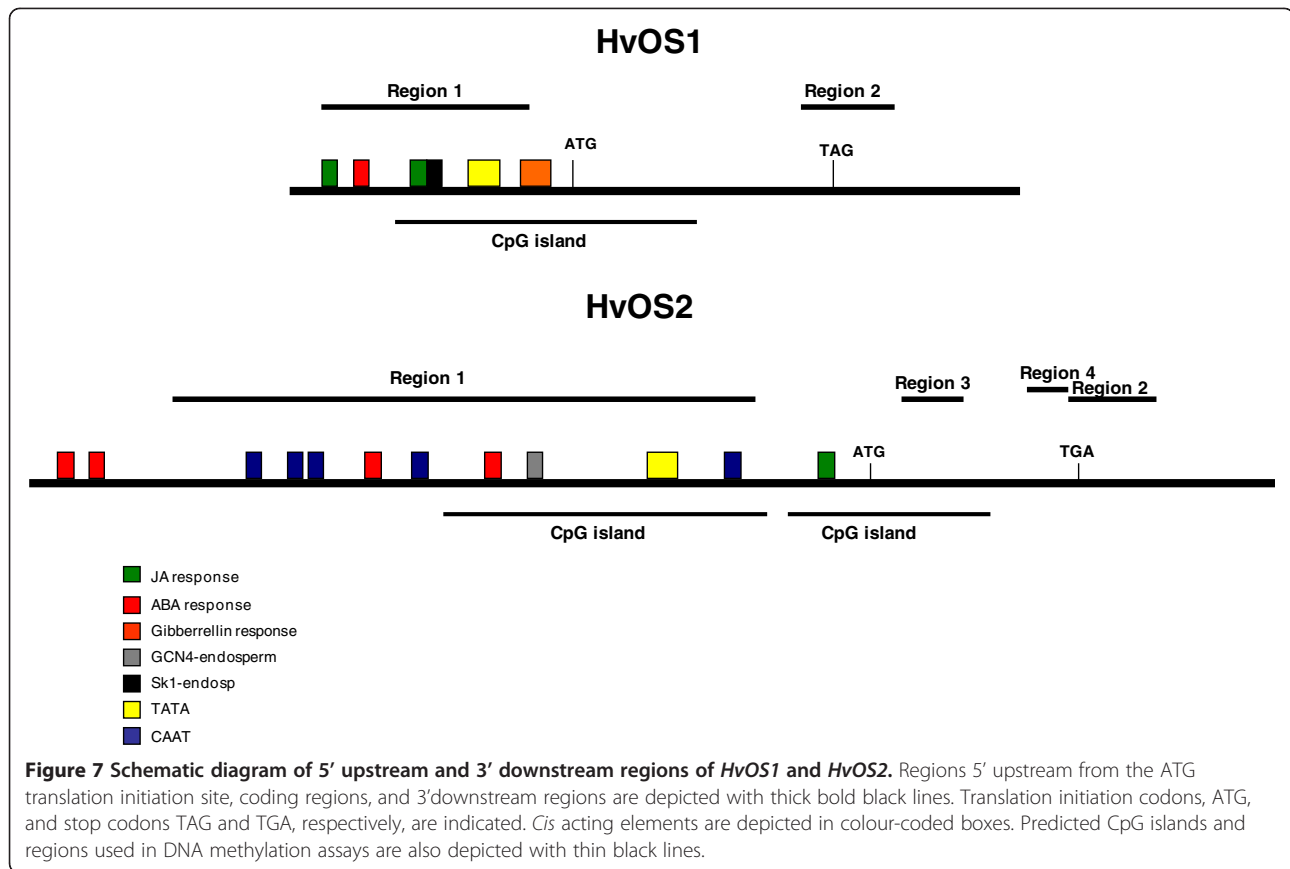 HvOS1
Region 1
Region 2
ATG
TAG
CpG island
HvOS2
Region 1
Region 3
Region 4
Region 2
ATG
TGA
CpG island
CpG island
JA response
ABA response
Gibberrellin response
GCN4-endosperm
Sk1-endosp
TATA
CAAT
Figure 7 Schematic diagram of 5’ upstream and 3’ downstream regions of HvOS1 and HvOS2. Regions 5’ upstream from the ATG
translation initiation site, coding regions, and 3’downstream regions are depicted with thick bold black lines. Translation initiation codons, ATG,
and stop codons TAG and TGA, respectively, are indicated. Cis acting elements are depicted in colour-coded boxes. Predicted CpG islands and
regions used in DNA methylation assays are also depicted with thin black lines.